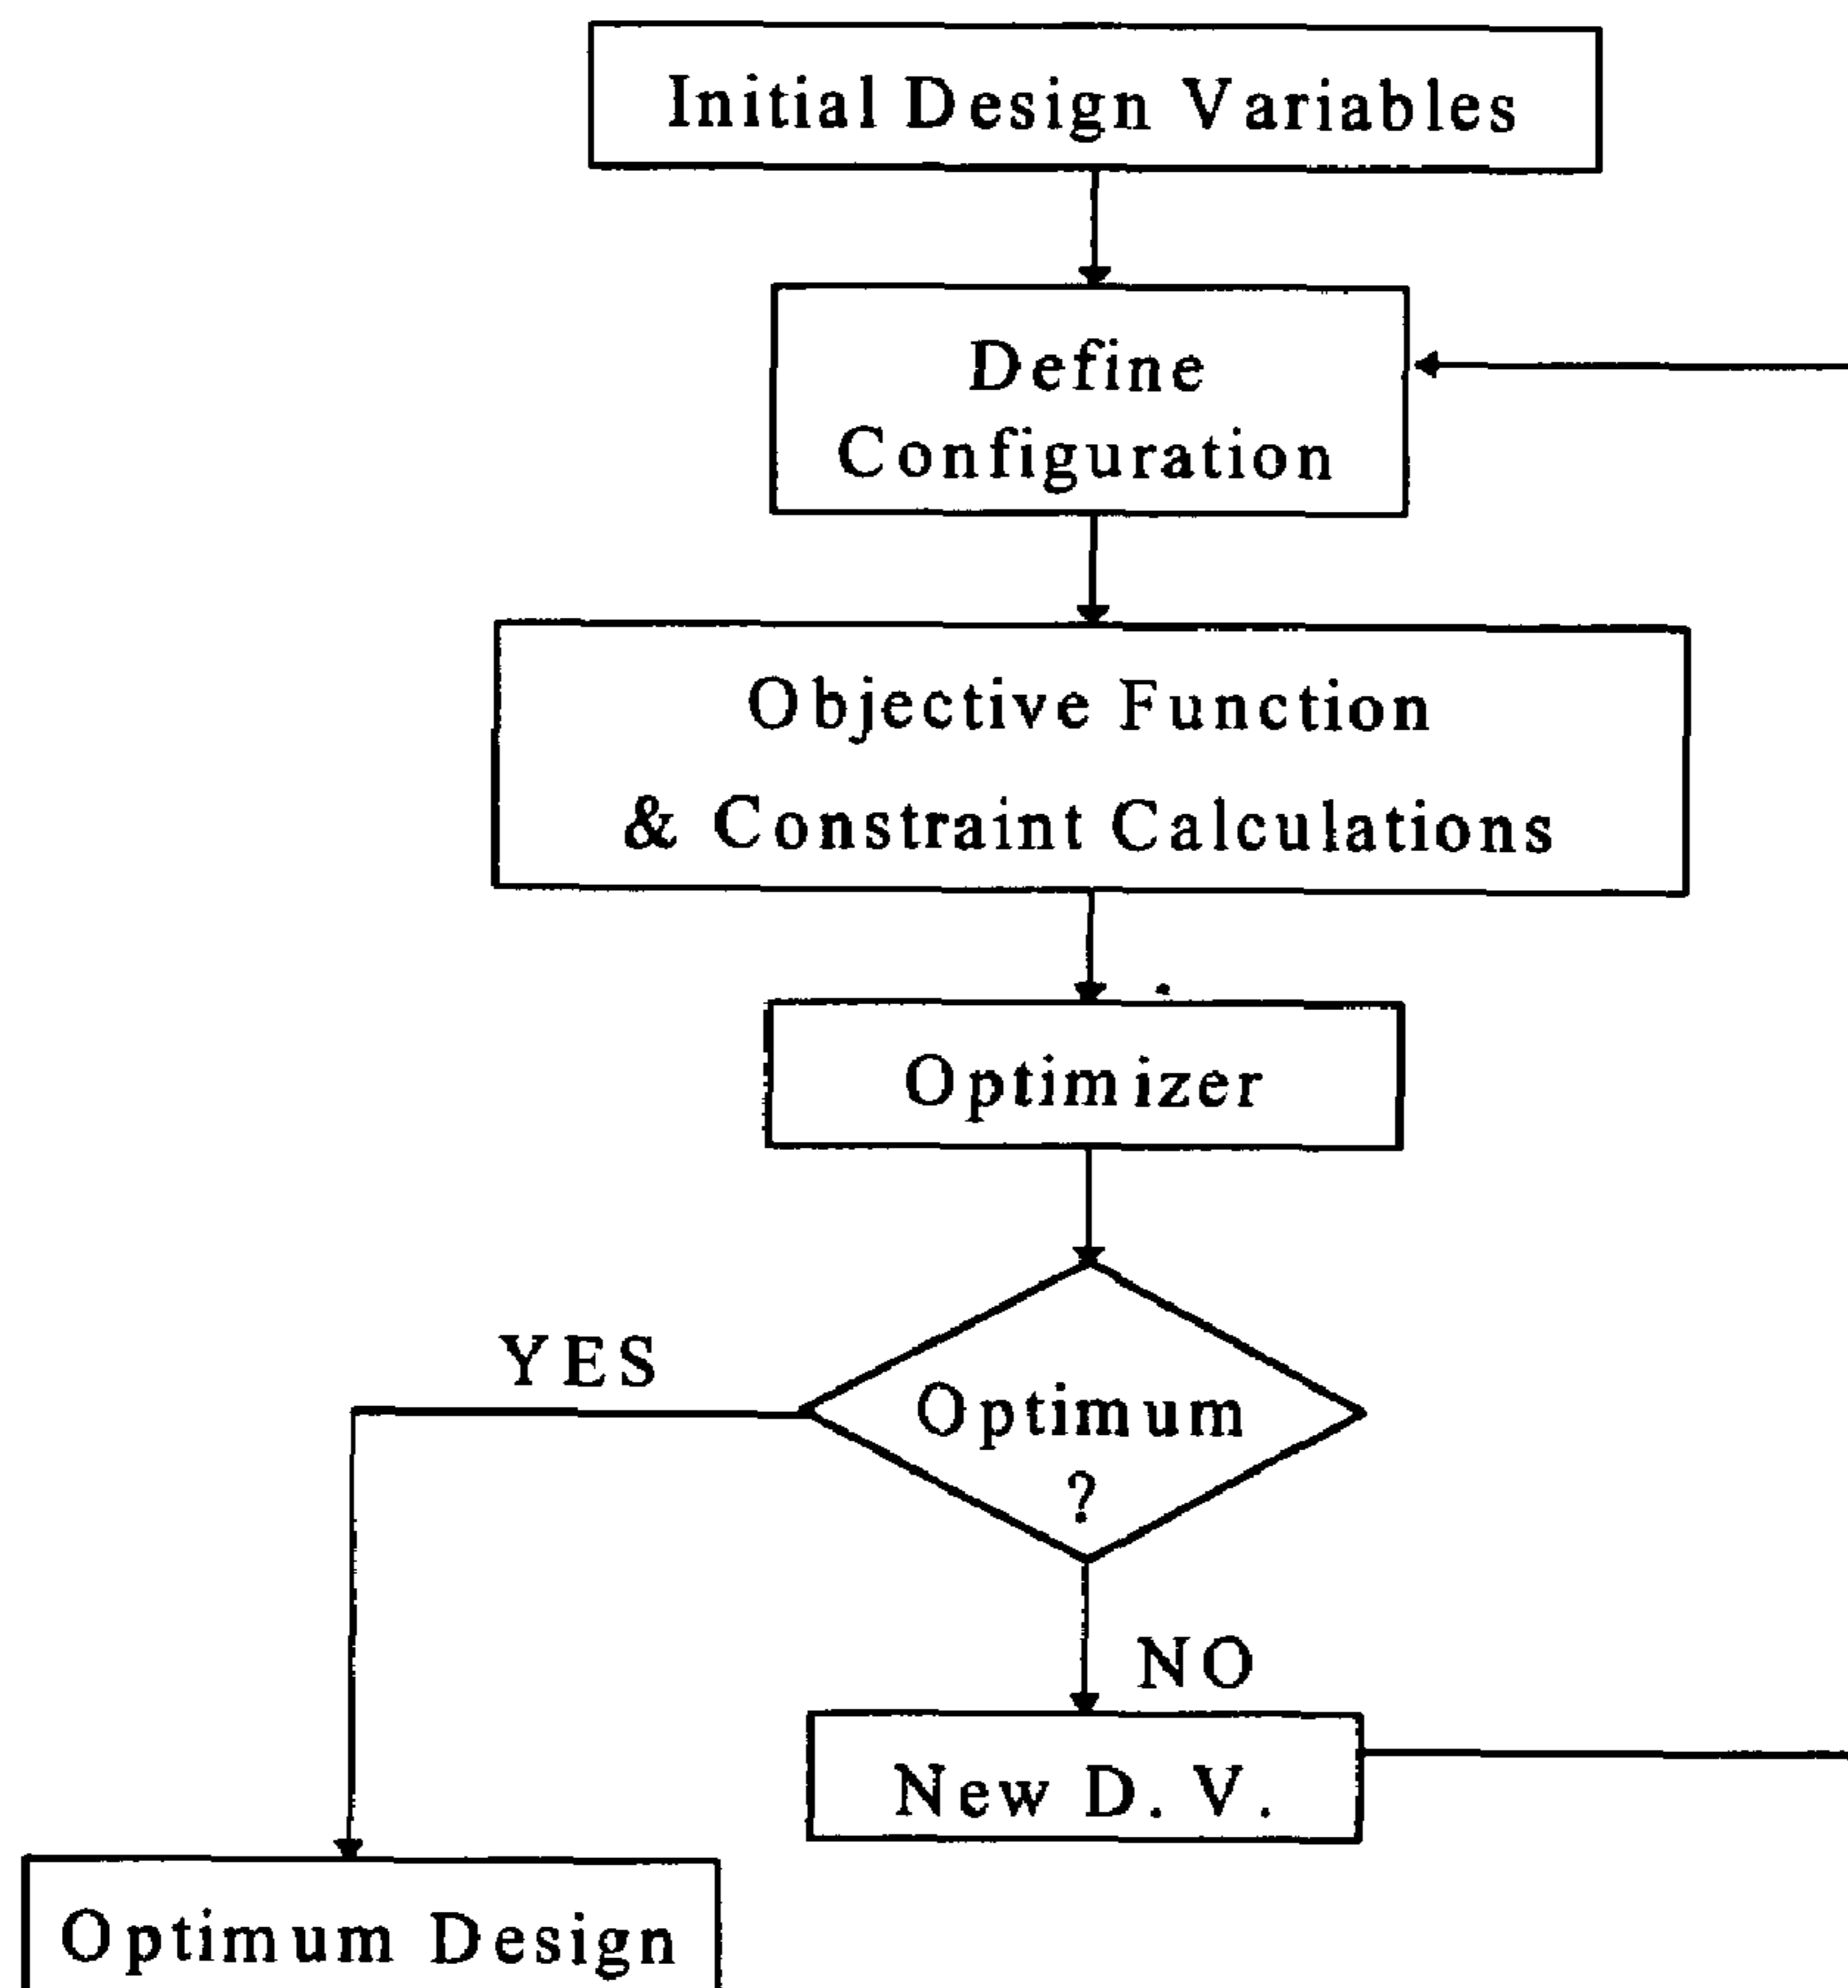 Initial Design Variables
Define
Configuration
Objective Function
& Constraint Calculations
Optimizer
YES
Optimum
?
NO
New D. V.
Optimum Design